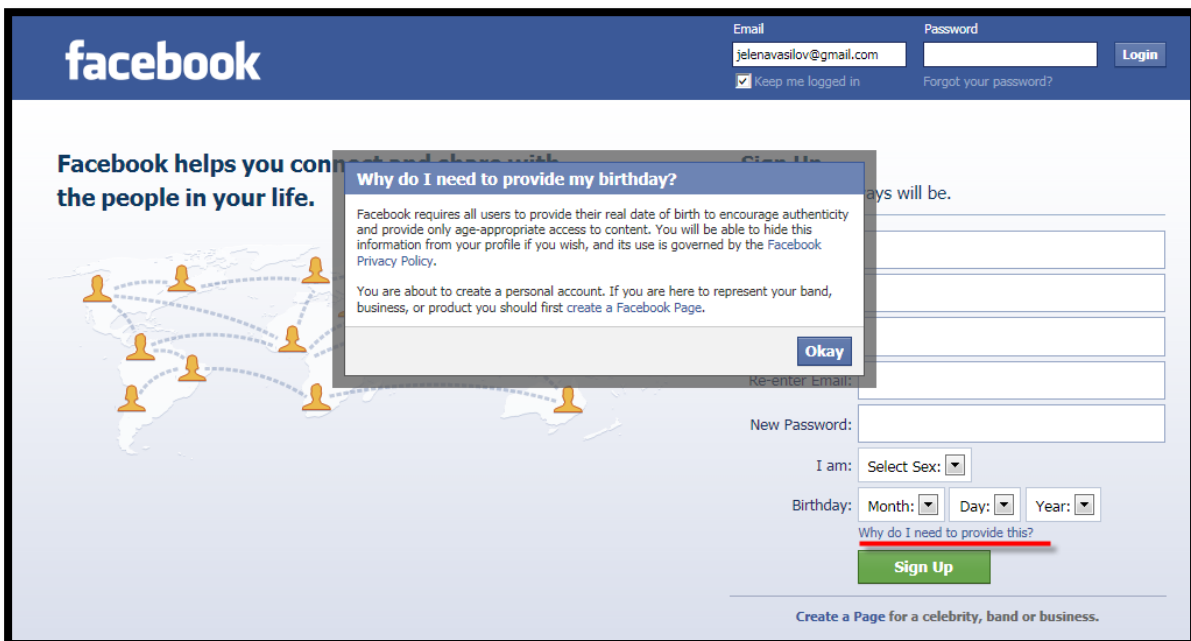 facebook
Email
Password
jelenavasilov@gmail.com
Login
Keep me logged in
Forgot your password?
Facebook helps you connect and share with
the people in your life.
Why do I need to provide my birthday?
Facebook requires all users to provide their real date of birth to encourage authenticity
and provide only age-appropriate access to content. You will be able to hide this
information from your profile if you wish, and its use is governed by the Facebook
Privacy Policy.
You are about to create a personal account. If you are here to represent your band,
business, or product you should first create a Facebook Page.
Okay
Sign Up
ays will be.
Re-enter Email:
New Password:
I am:
Select Sex:
Birthday:
Month:
Day:
Year:
Why do I need to provide this?
Sign Up
Create a Page for a celebrity, band or business.